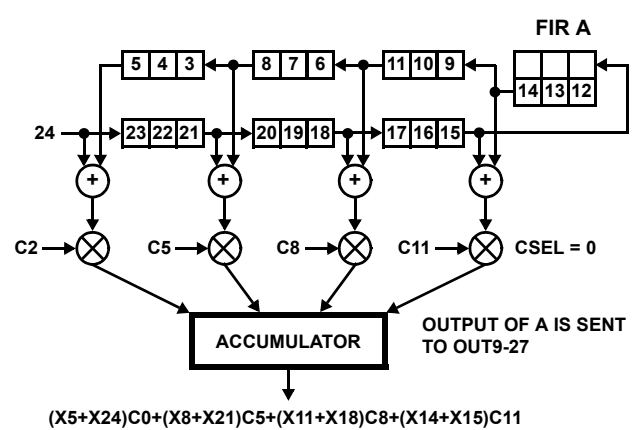 FIR A
5 4 3
8 7 6
11 10 9
14 13 12
24
23 22 21
20 19 18
17 16 15
+ + + +
C2
C5
C8
C11
CSEL = 0
ACCUMULATOR
OUTPUT OF A IS SENT
TO OUT9-27
(X5+X24)C0+(X8+X21)C5+(X11+X18)C8+(X14+X15)C11